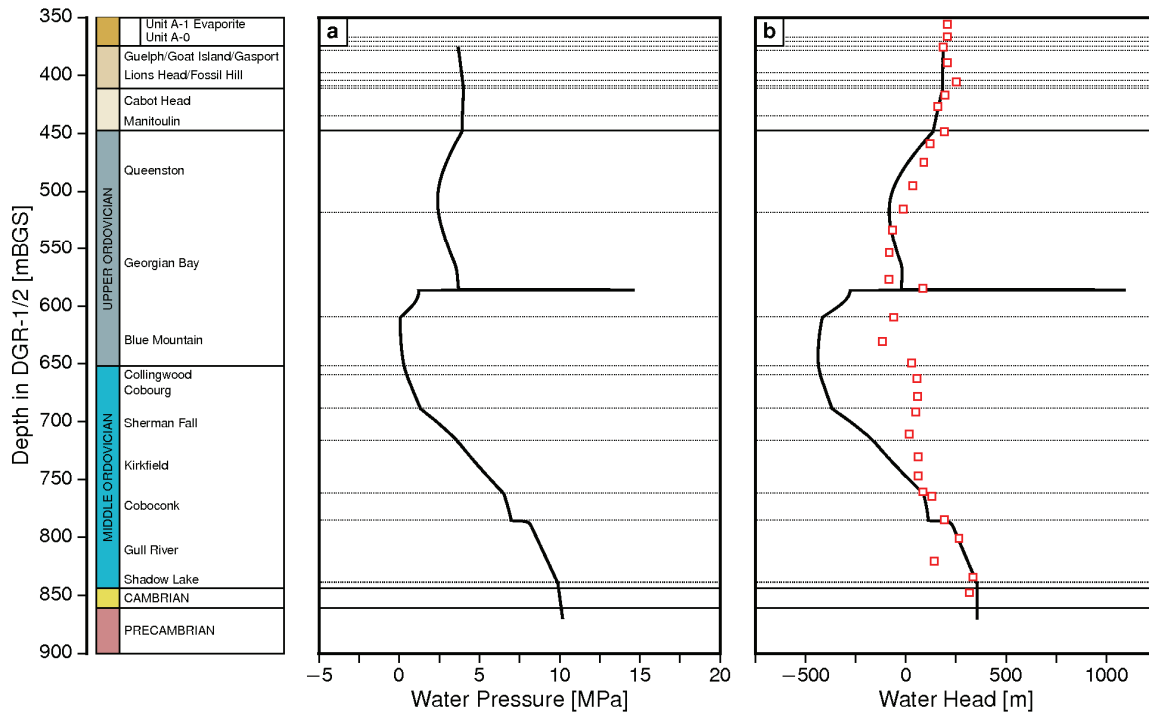 Depth in DGR-1/2 [mBGS]
350
400
450
500
550
600
650
700
750
800
850
900
Unit A-1 Evaporite
Unit A-0
Guelph/Goat Island/Gasport
Lions Head/Fossil Hill
Cabot Head
Manitoulin
UPPER ORDOVICIAN
Queenston
Georgian Bay
Blue Mountain
MIDDLE ORDOVICIAN
Collingwood
Cobourg
Sherman Fall
Kirkfield
Coboconk
Gull River
Shadow Lake
CAMBRIAN
PRECAMBRIAN
a
−5 0 5 10 15 20
Water Pressure [MPa]
b
−500 0 500 1000
Water Head [m]